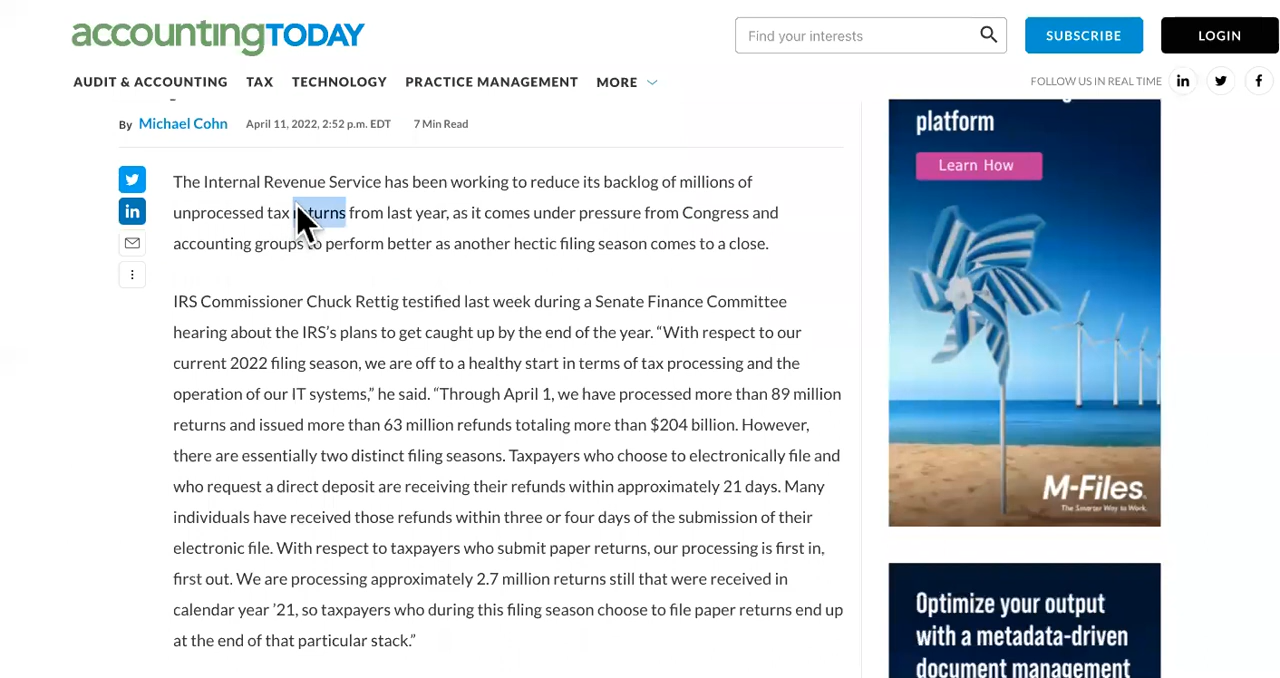 accountingTODAY
Find your interests
SUBSCRIBE
LOGIN
AUDIT & ACCOUNTING TAX TECHNOLOGY PRACTICE MANAGEMENT MORE
FOLLOW US IN REAL TIME
By Michael Cohn April 11, 2022, 2:52 p.m. EDT 7 Min Read
The Internal Revenue Service has been working to reduce its backlog of millions of
unprocessed tax returns from last year, as it comes under pressure from Congress and
accounting groups to perform better as another hectic filing season comes to a close.
IRS Commissioner Chuck Rettig testified last week during a Senate Finance Committee
hearing about the IRS’s plans to get caught up by the end of the year. “With respect to our
current 2022 filing season, we are off to a healthy start in terms of tax processing and the
operation of our IT systems,” he said. “Through April 1, we have processed more than 89 million
returns and issued more than 63 million refunds totaling more than $204 billion. However,
there are essentially two distinct filing seasons. Taxpayers who choose to electronically file and
who request a direct deposit are receiving their refunds within approximately 21 days. Many
individuals have received those refunds within three or four days of the submission of their
electronic file. With respect to taxpayers who submit paper returns, our processing is first in,
first out. We are processing approximately 2.7 million returns still that were received in
calendar year ’21, so taxpayers who during this filing season choose to file paper returns end up
at the end of that particular stack.”
platform
Learn How
M-Files
The Smarter Way to Work.
Optimize your output
with a metadata-driven
document management